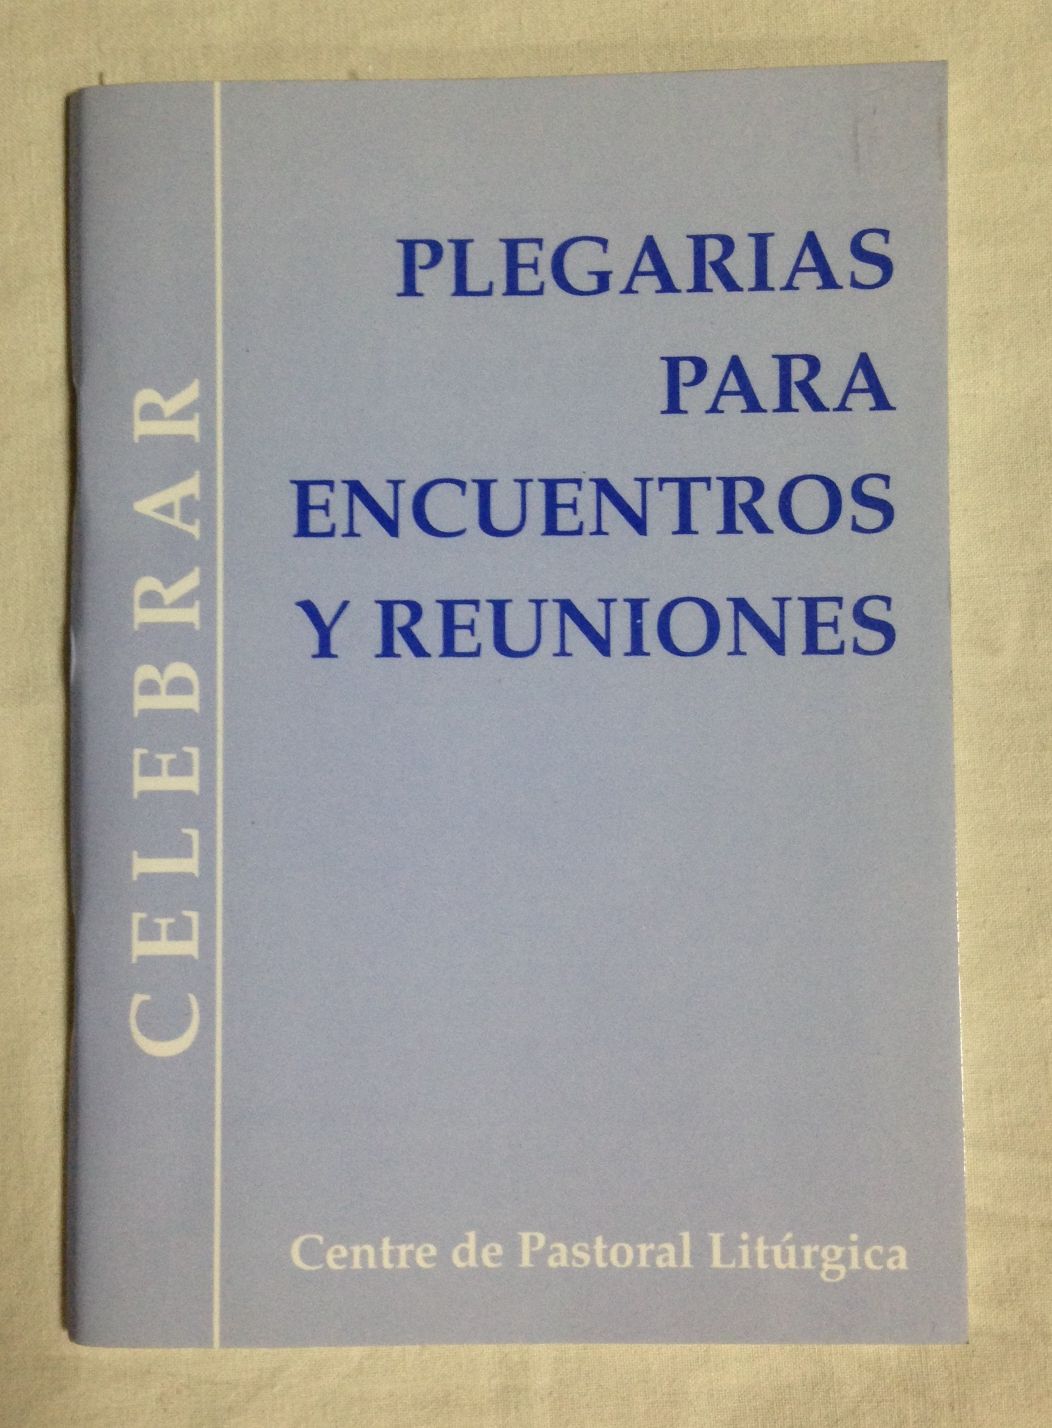 CELEBRAR
PLEGARIAS
PARA
ENCUENTROS
Y REUNIONES
Centre de Pastoral Litúrgica